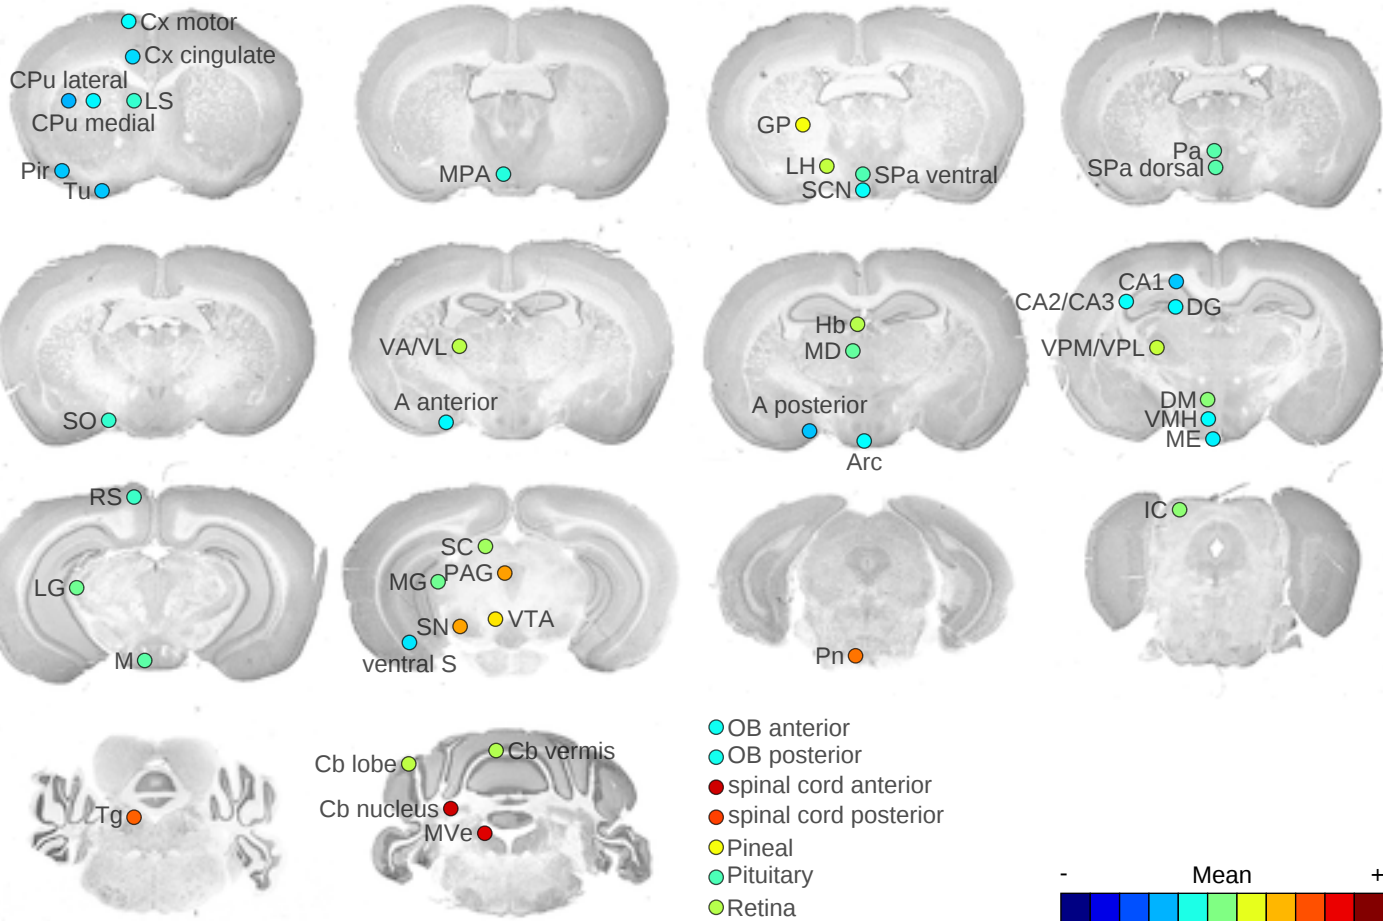 Cx motor
Cx cingulate
CPu lateral
LS
CPu medial
Pir
Tu
MPA
GP
LH
SPa ventral
SCN
Pa
SPa dorsal
SO
VA/VL
A anterior
Hb
MD
A posterior
Arc
CA1
CA2/CA3
DG
VPM/VPL
DM
VMH
ME
RS
LG
M
SC
PAG
MG
VTA
SN
ventral S
Pn
IC
Tg
Cb vermis
Cb lobe
Cb nucleus
MVe
OB anterior
OB posterior
spinal cord anterior
spinal cord posterior
Pineal
Pituitary
Retina
- Mean +